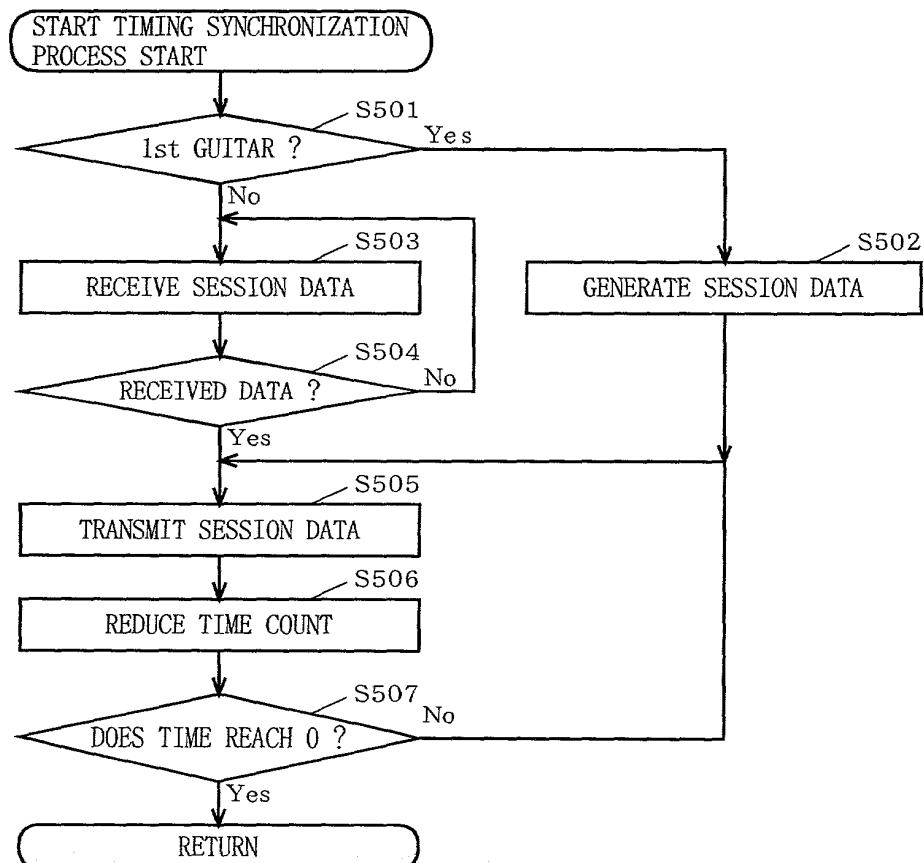 START TIMING SYNCHRONIZATION
PROCESS START
S501
1st GUITAR ?
Yes
No
S503
RECEIVE SESSION DATA
S502
GENERATE SESSION DATA
S504
RECEIVED DATA ?
No
Yes
S505
TRANSMIT SESSION DATA
S506
REDUCE TIME COUNT
S507
DOES TIME REACH 0 ?
No
Yes
RETURN